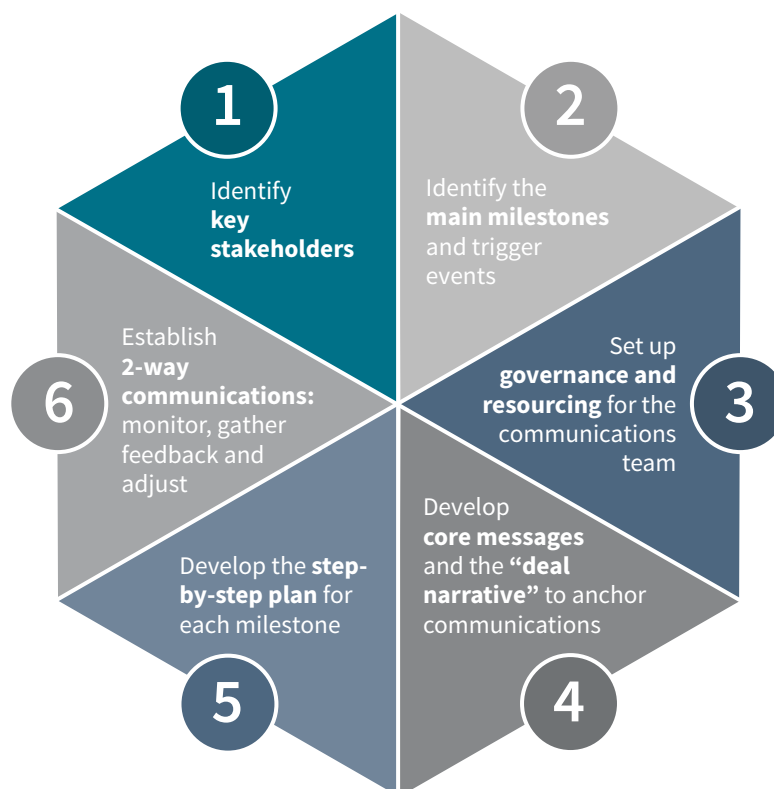 1
Identify
key
stakeholders
2
Identify the
main milestones
and trigger
events
3
Set up
governance and
resourcing for the
communications
team
4
Develop
core messages
and the “deal
narrative” to anchor
communications
5
Develop the step-
by-step plan for
each milestone
6
Establish
2-way
communications:
monitor, gather
feedback and
adjust